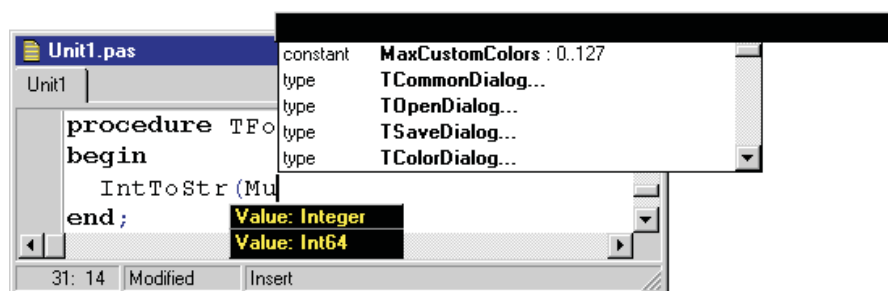 Unit1.pas
constant MaxCustomColors : 0..127
type TCommonDialog...
type TOpenDialog...
type TSaveDialog...
type TColorDialog...
Unit1
procedure TFo
begin
IntToStr(Mu
end;
Value: Integer
Value: Int64
31: 14 Modified Insert